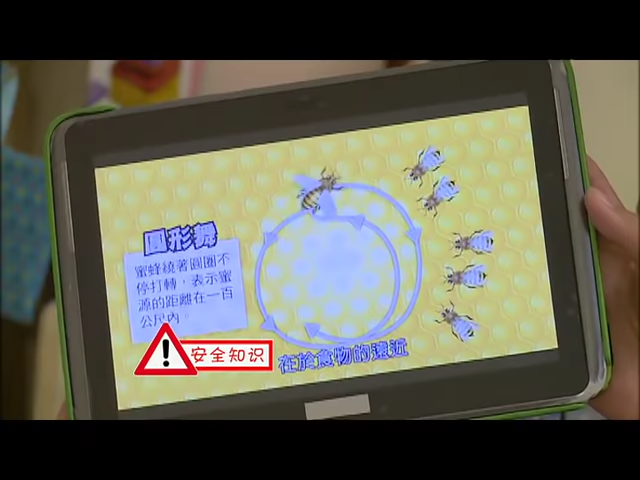 圓形舞
蜜蜂繞著圓圈不
停打轉，表示蜜
源的距離在一百
公尺內。
安全知识
在於食物的遠近